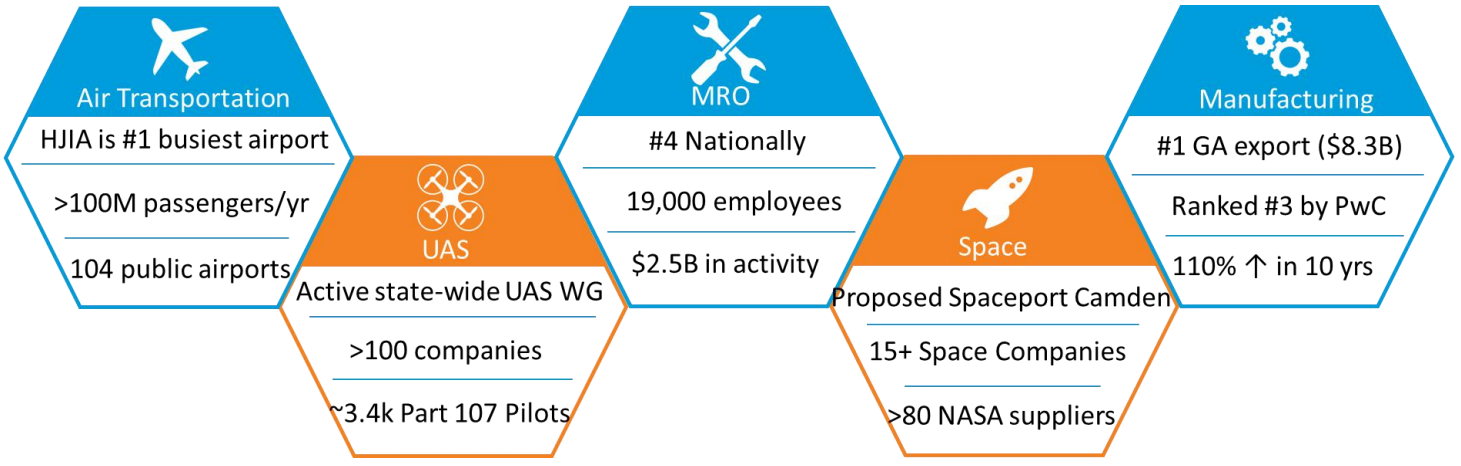 Air Transportation
HJIA is #1 busiest airport
>100M passengers/yr
104 public airports
UAS
Active state-wide UAS WG
>100 companies
~3.4k Part 107 Pilots
MRO
#4 Nationally
19,000 employees
$2.5B in activity
Space
Proposed Spaceport Camden
15+ Space Companies
>80 NASA suppliers
Manufacturing
#1 GA export ($8.3B)
Ranked #3 by PwC
110% ↑ in 10 yrs